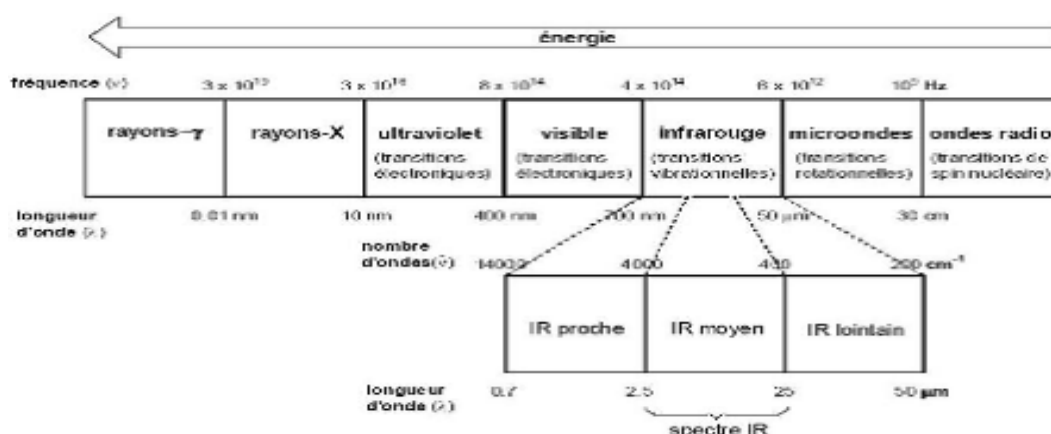 énergie
fréquence (ν) 3 x 10¹⁹ 3 x 10¹⁶ 8 x 10¹⁴ 4 x 10¹⁴ 6 x 10¹² 10⁹ Hz
rayons-γ rayons-X ultraviolet visible infrarouge microondes ondes radio
(transitions (transitions (transitions (transitions (transitions de
électroniques) électroniques) vibrationnelles) rotationnelles) spin nucléaire)
longueur 0.01 nm 10 nm 400 nm 700 nm 50 μm 30 cm
d'onde (λ)
nombre
d'ondes(ν̄) 14000 4000 400 200 cm⁻¹
IR proche IR moyen IR lointain
longueur 0.7 2.5 25 50 μm
d'onde (λ)
spectre IR